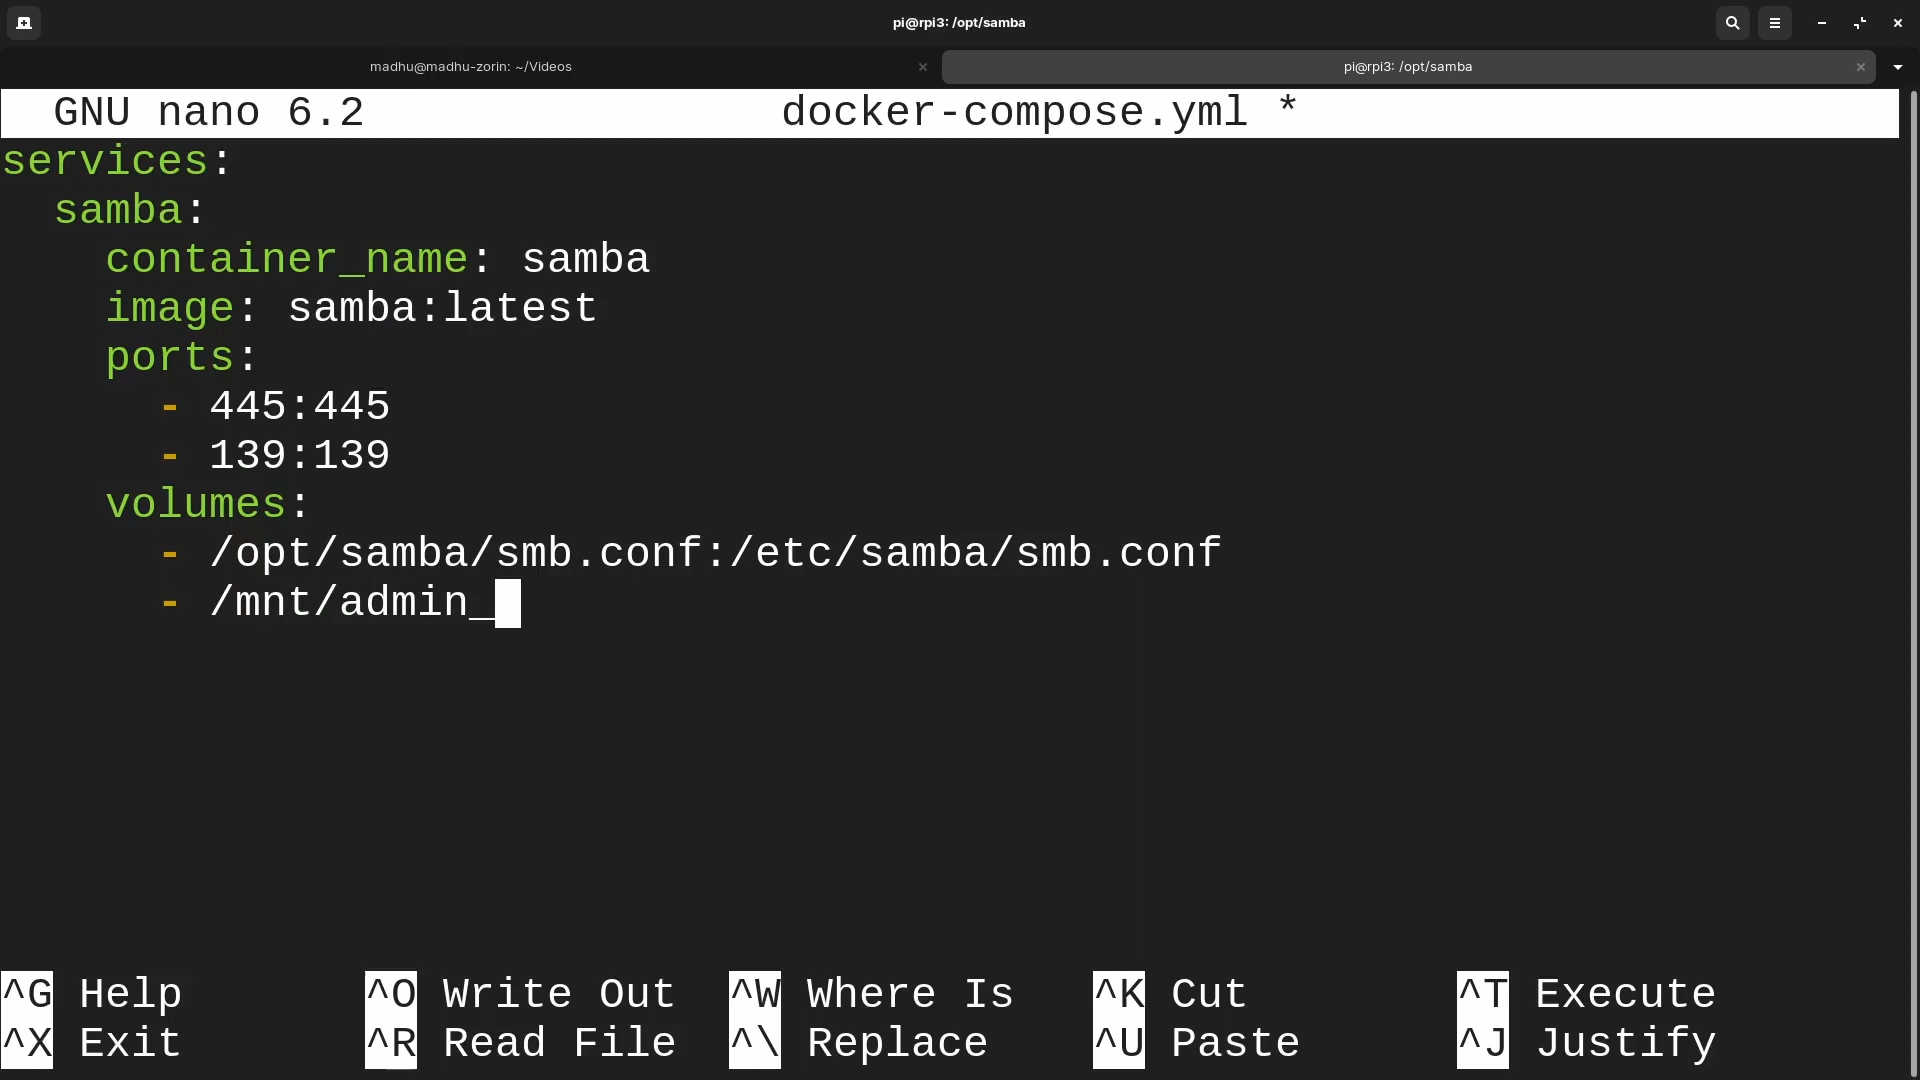 pi@rpi3: /opt/samba
madhu@madhu-zorin: ~/Videos
pi@rpi3: /opt/samba
GNU nano 6.2 docker-compose.yml *
services:
  samba:
    container_name: samba
    image: samba:latest
    ports:
      - 445:445
      - 139:139
    volumes:
      - /opt/samba/smb.conf:/etc/samba/smb.conf
      - /mnt/admin_
^G Help ^O Write Out ^W Where Is ^K Cut ^T Execute
^X Exit ^R Read File ^\ Replace ^U Paste ^J Justify